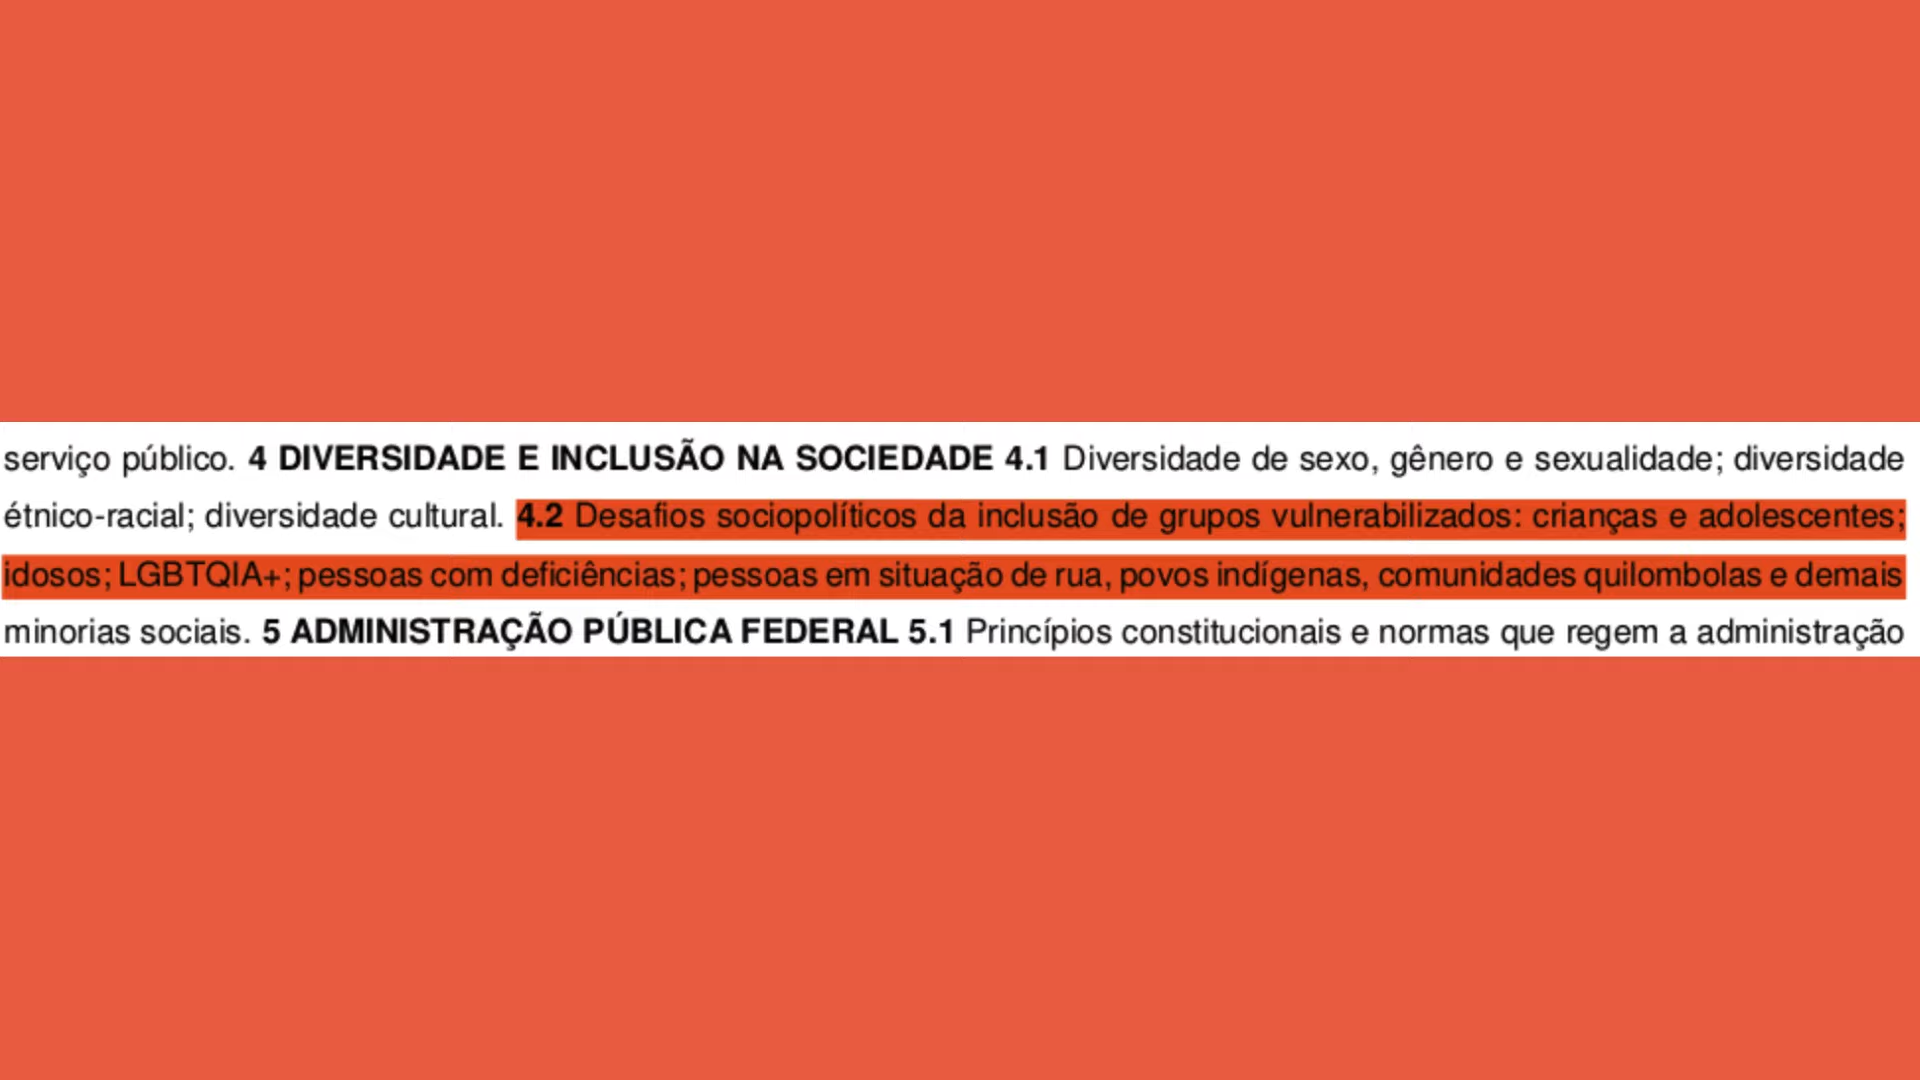 serviço público. 4 DIVERSIDADE E INCLUSÃO NA SOCIEDADE 4.1 Diversidade de sexo, gênero e sexualidade; diversidade
étnico-racial; diversidade cultural. 4.2 Desafios sociopolíticos da inclusão de grupos vulnerabilizados: crianças e adolescentes;
idosos; LGBTQIA+; pessoas com deficiências; pessoas em situação de rua, povos indígenas, comunidades quilombolas e demais
minorias sociais. 5 ADMINISTRAÇÃO PÚBLICA FEDERAL 5.1 Princípios constitucionais e normas que regem a administração